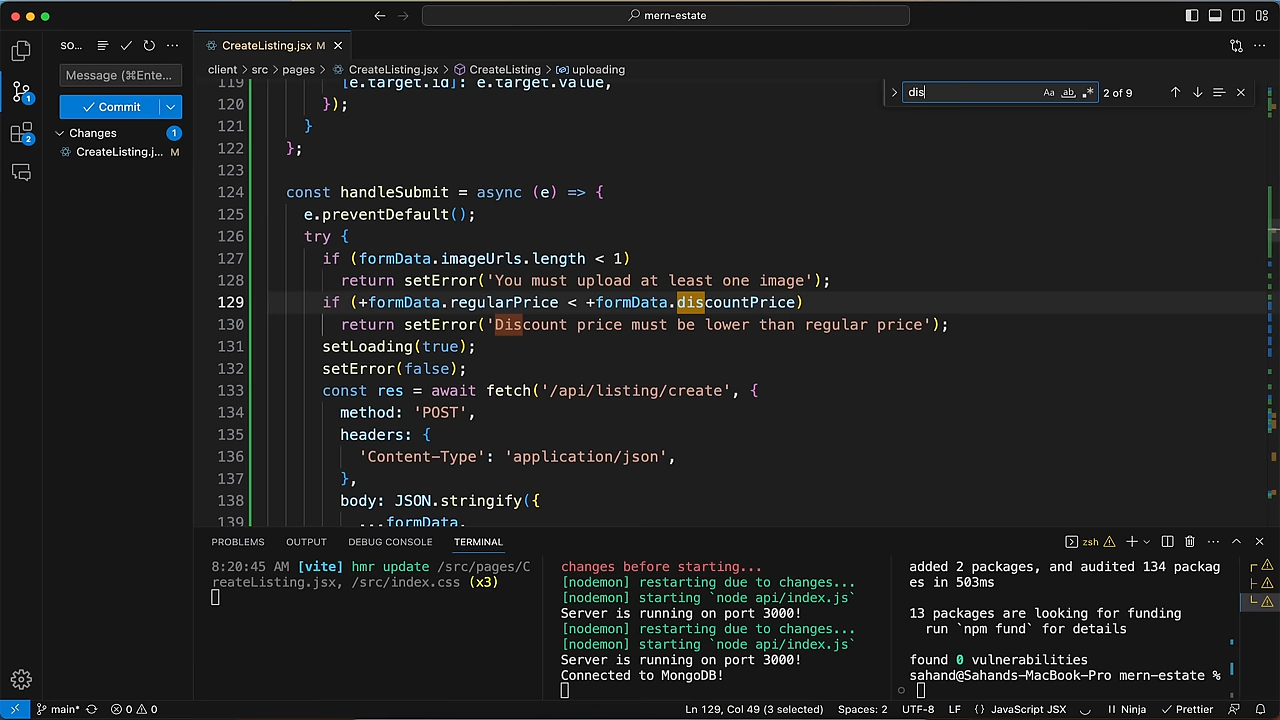 mern-estate
SO...
Message (⌘Ente...
Commit
Changes
1
CreateListing.j... M
1
2
CreateListing.jsx M
client > src > pages > CreateListing.jsx > CreateListing > uploading
dis
Aa ab .*
2 of 9
119 [e.target.id]: e.target.value,
120 });
121 }
122 };
123
124 const handleSubmit = async (e) => {
125 e.preventDefault();
126 try {
127 if (formData.imageUrls.length < 1)
128 return setError('You must upload at least one image');
129 if (+formData.regularPrice < +formData.discountPrice)
130 return setError('Discount price must be lower than regular price');
131 setLoading(true);
132 setError(false);
133 const res = await fetch('/api/listing/create', {
134 method: 'POST',
135 headers: {
136 'Content-Type': 'application/json',
137 },
138 body: JSON.stringify({
139 ...formData,
PROBLEMS OUTPUT DEBUG CONSOLE TERMINAL
zsh
8:20:45 AM [vite] hmr update /src/pages/C
reateListing.jsx, /src/index.css (x3)
changes before starting...
[nodemon] restarting due to changes...
[nodemon] starting `node api/index.js`
Server is running on port 3000!
[nodemon] restarting due to changes...
[nodemon] starting `node api/index.js`
Server is running on port 3000!
Connected to MongoDB!
added 2 packages, and audited 134 packag
es in 503ms
13 packages are looking for funding
run `npm fund` for details
found 0 vulnerabilities
sahand@Sahands-MacBook-Pro mern-estate %
main* 0 0 Ln 129, Col 49 (3 selected) Spaces: 2 UTF-8 LF {} JavaScript JSX Ninja Prettier